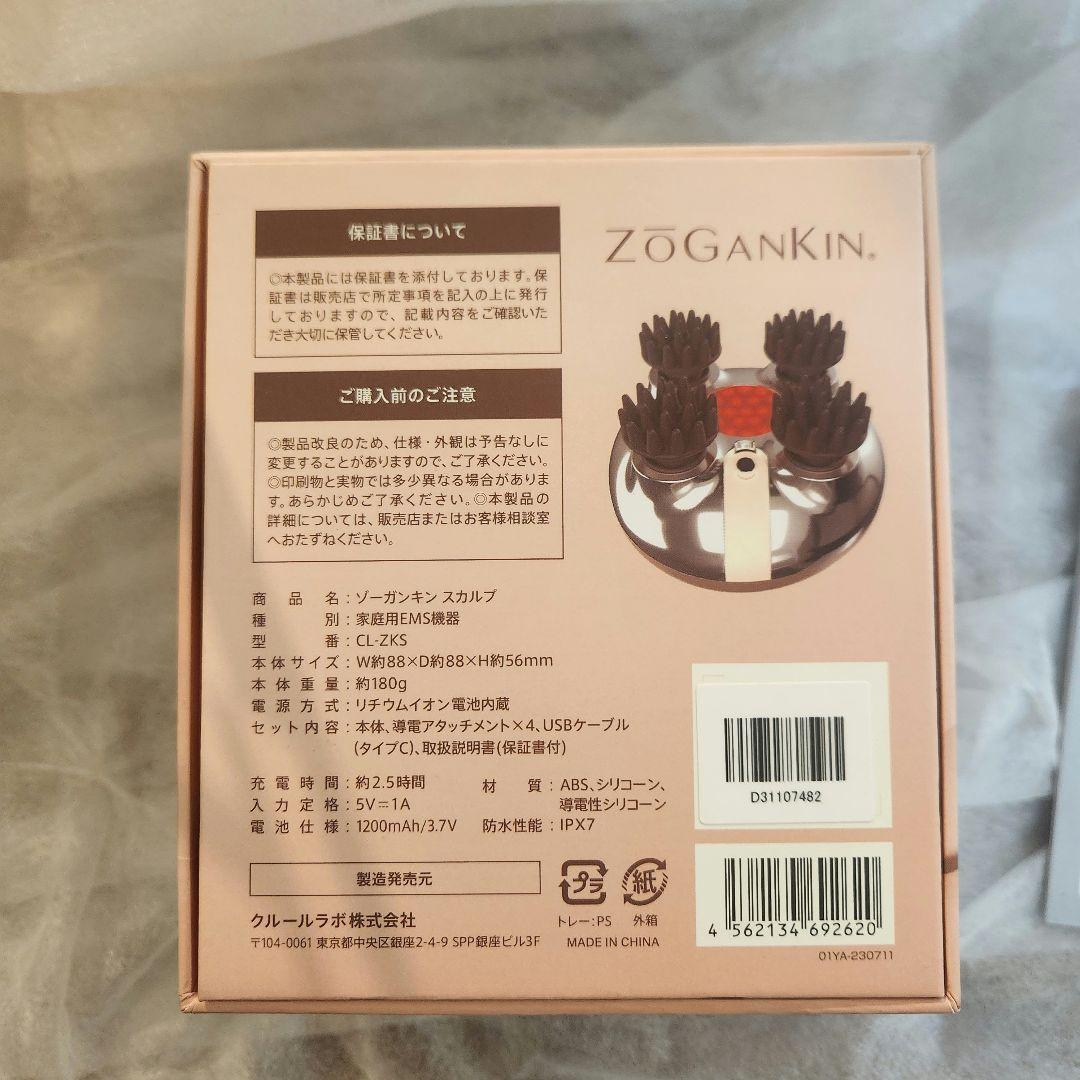 保証書について
◎本製品には保証書を添付しております。保
証書は販売店で所定事項を記入の上に発行
しておりますので、記載内容をご確認いた
だき大切に保管してください。
ご購入前のご注意
◎製品改良のため、仕様・外観は予告なしに
変更することがありますので、ご了承ください。
◎印刷物と実物では多少異なる場合がありま
す。あらかじめご了承ください。◎本製品の
詳細については、販売店またはお客様相談室
へおたずねください。
ZŌGANKIN®
商品名：ゾーガンキン スカルプ
種別：家庭用EMS機器
型番：CL-ZKS
本体サイズ：W約88×D約88×H約56mm
本体重量：約180g
電源方式：リチウムイオン電池内蔵
セット内容：本体、導電アタッチメント×4、USBケーブル
(タイプC)、取扱説明書(保証書付)
充電時間：約2.5時間
入力定格：5V⎓1A
電池仕様：1200mAh/3.7V
材質：ABS、シリコーン、
導電性シリコーン
防水性能：IPX7
製造発売元
クルールラボ株式会社
〒104-0061 東京都中央区銀座2-4-9 SPP銀座ビル3F
プラ
紙
トレー：PS
外箱
MADE IN CHINA
D31107482
4 562134 692620
01YA-230711